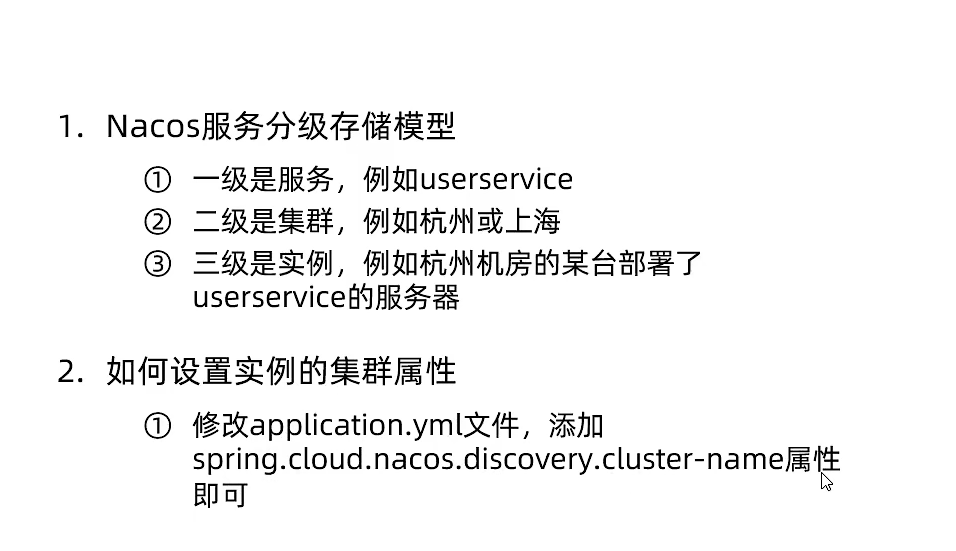 1. Nacos服务分级存储模型
① 一级是服务，例如userservice
② 二级是集群，例如杭州或上海
③ 三级是实例，例如杭州机房的某台部署了
userservice的服务器
2. 如何设置实例的集群属性
① 修改application.yml文件，添加
spring.cloud.nacos.discovery.cluster-name属性
即可